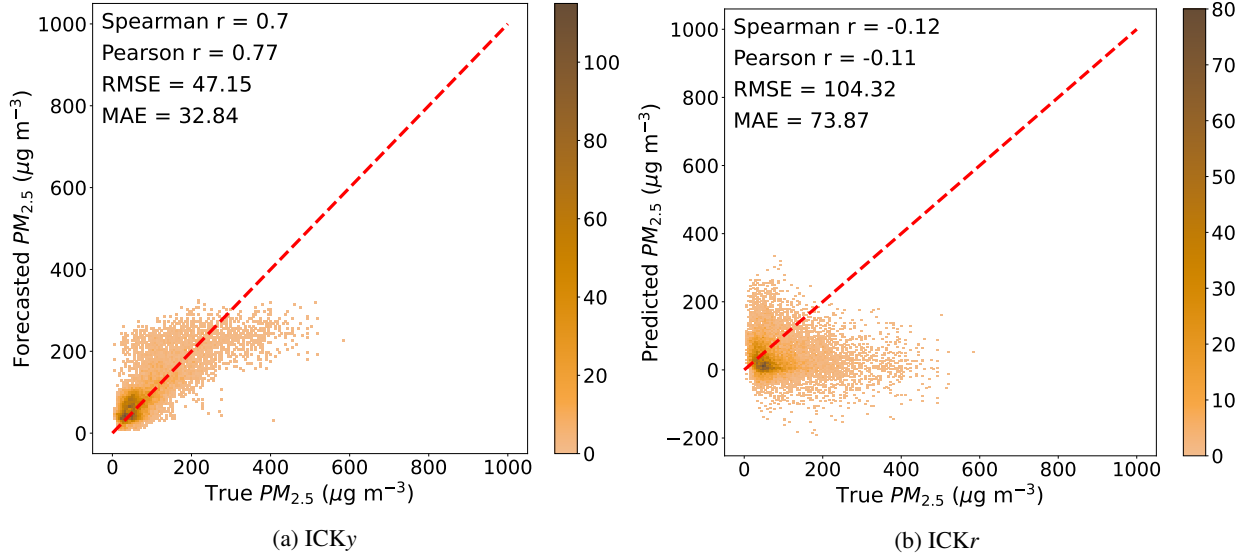 Spearman r = 0.7
Pearson r = 0.77
RMSE = 47.15
MAE = 32.84
1000
800
600
400
200
0
Forecasted PM2.5 (μg m−3)
0 200 400 600 800 1000
True PM2.5 (μg m−3)
100
80
60
40
20
0
(a) ICKy
Spearman r = -0.12
Pearson r = -0.11
RMSE = 104.32
MAE = 73.87
1000
800
600
400
200
0
−200
Predicted PM2.5 (μg m−3)
0 200 400 600 800 1000
True PM2.5 (μg m−3)
80
70
60
50
40
30
20
10
0
(b) ICKr